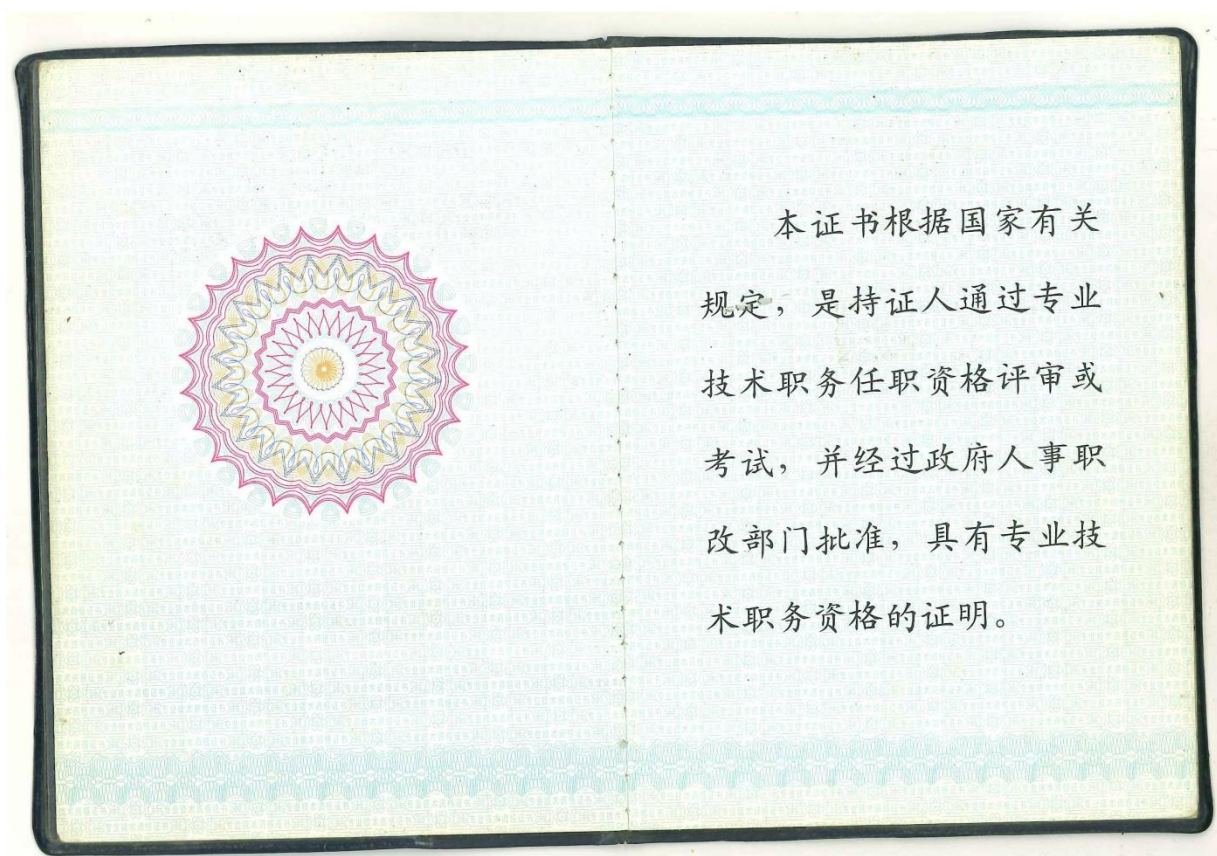 本证书根据国家有关
规定，是持证人通过专业
技术职务任职资格评审或
考试，并经过政府人事职
改部门批准，具有专业技
术职务资格的证明。